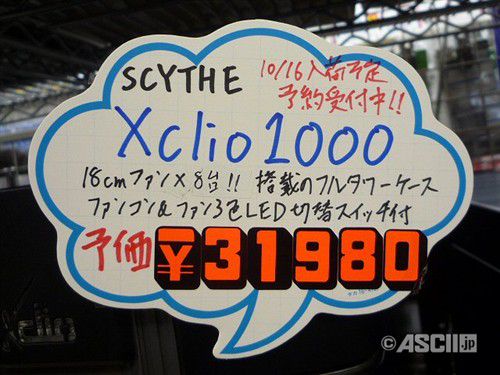 SCYTHE
10/16入荷予定
予約受付中!!
Xclio1000
18cmファン×8台!! 搭載のフルタワーケース
ファンコン&ファン3色LED切替スイッチ付
予価¥31980
Xclio
©ASCII.jp